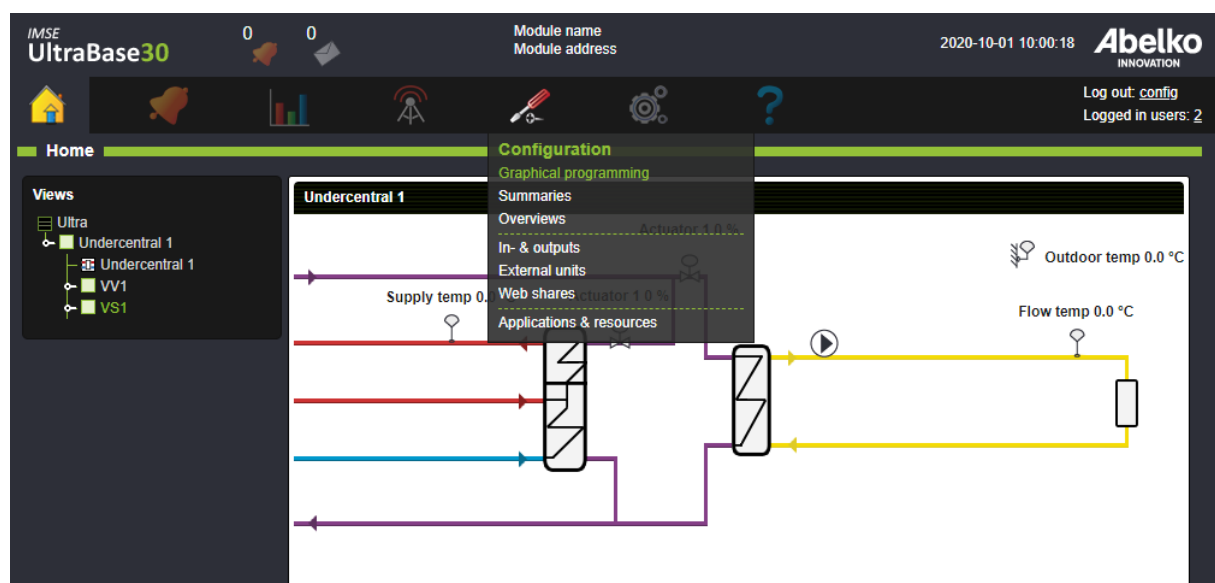 IMSE
UltraBase30
0
0
Module name
Module address
2020-10-01 10:00:18
Abelko
INNOVATION
?
Log out: config
Logged in users: 2
Home
Configuration
Graphical programming
Summaries
Overviews
In- & outputs
External units
Web shares
Applications & resources
Views
Ultra
Undercentral 1
Undercentral 1
VV1
VS1
Undercentral 1
Actuator 1 0 %
Outdoor temp 0.0 °C
Supply temp 0.
Actuator 1 0 %
Flow temp 0.0 °C